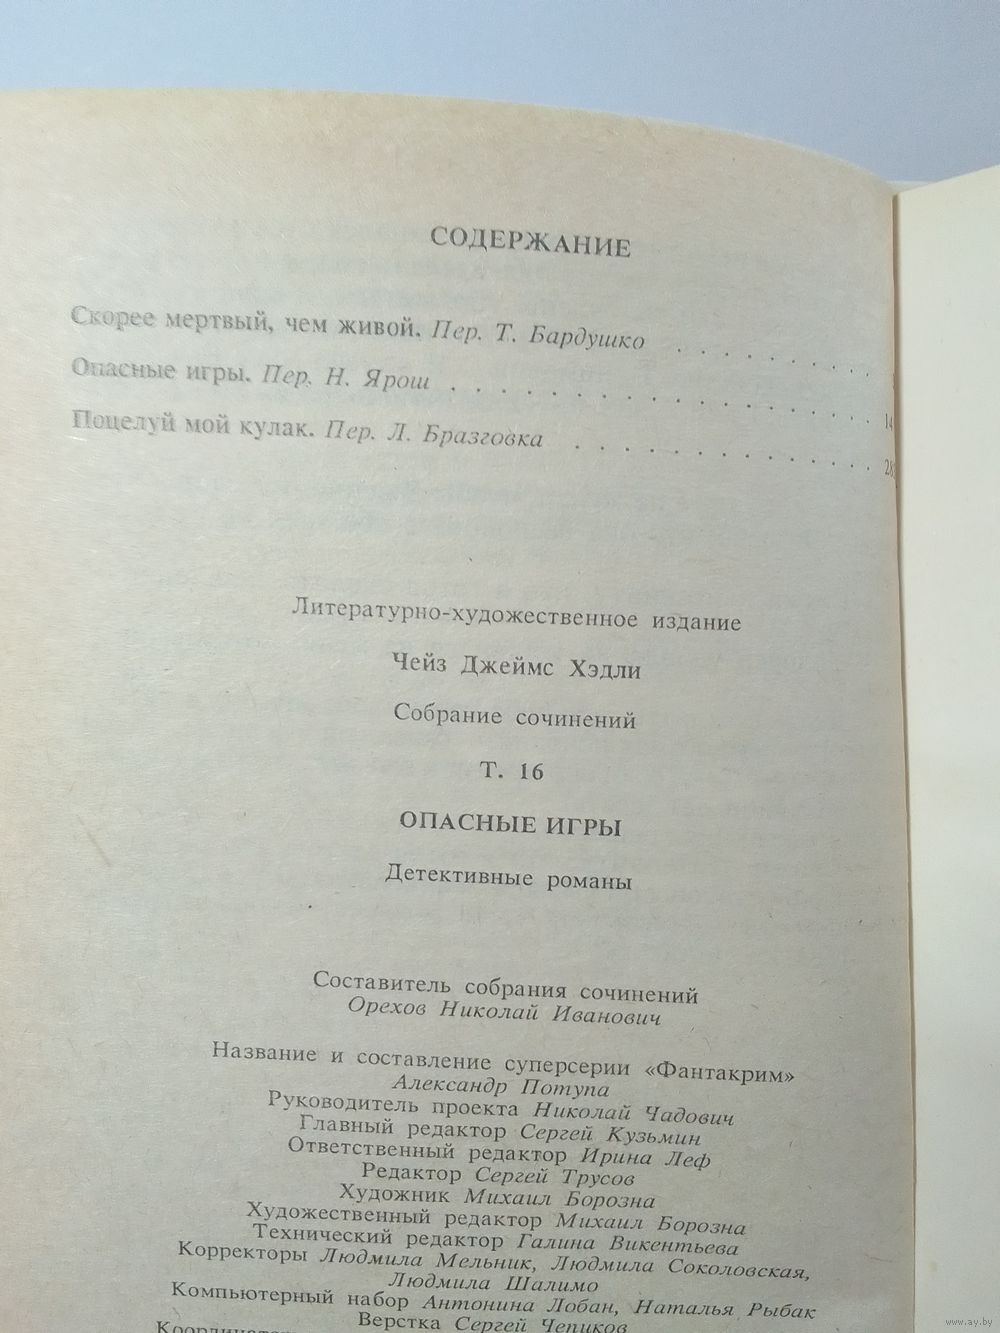 СОДЕРЖАНИЕ
Скорее мертвый, чем живой. Пер. Т. Бардушко . . . . . . . . .
Опасные игры. Пер. Н. Ярош . . . . . . . . . . . . . . . . . .
Поцелуй мой кулак. Пер. Л. Бразговка . . . . . . . . . . . . .
Литературно-художественное издание
Чейз Джеймс Хэдли
Собрание сочинений
Т. 16
ОПАСНЫЕ ИГРЫ
Детективные романы
Составитель собрания сочинений
Орехов Николай Иванович
Название и составление суперсерии «Фантакрим»
Александр Потупа
Руководитель проекта Николай Чадович
Главный редактор Сергей Кузьмин
Ответственный редактор Ирина Леф
Редактор Сергей Трусов
Художник Михаил Борозна
Художественный редактор Михаил Борозна
Технический редактор Галина Викентьева
Корректоры Людмила Мельник, Людмила Соколовская,
Людмила Шалимо
Компьютерный набор Антонина Лобан, Наталья Рыбак
Верстка Сергей Чепиков
www.ay.by